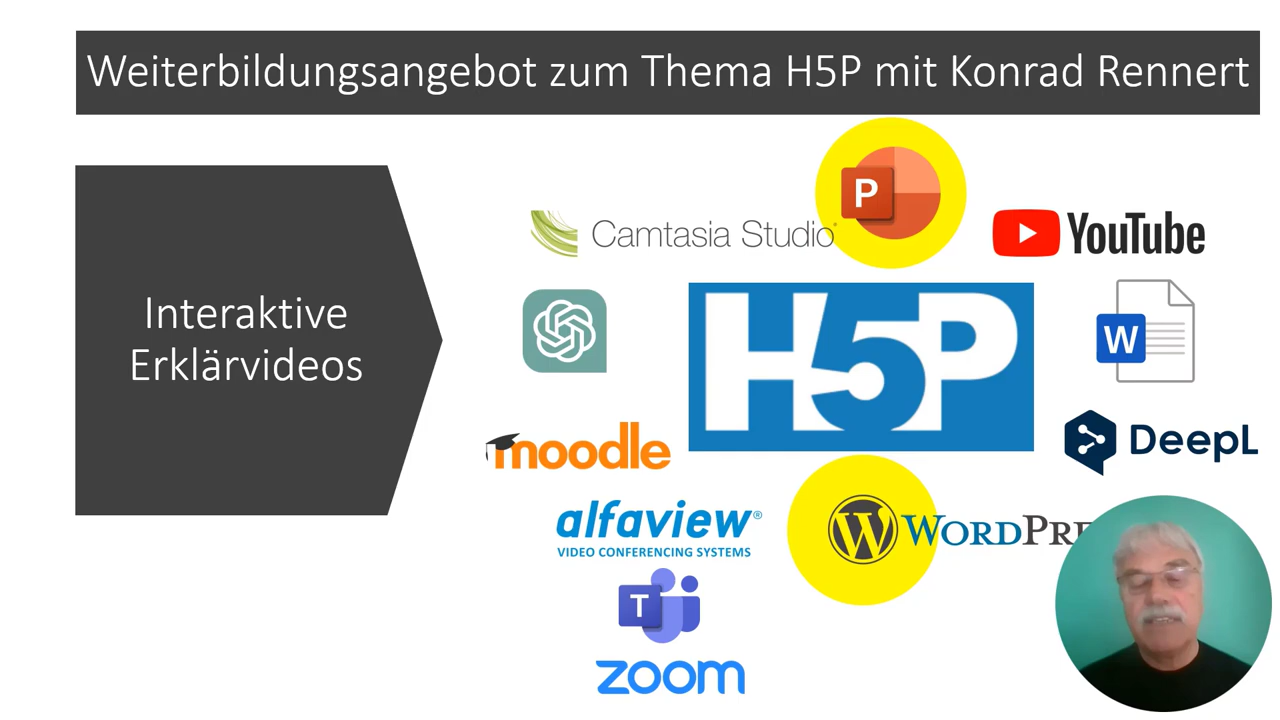 Weiterbildungsangebot zum Thema H5P mit Konrad Rennert
Interaktive
Erklärvideos
P
Camtasia Studio
YouTube
H5P
W
moodle
DeepL
alfaview®
VIDEO CONFERENCING SYSTEMS
W WORDPRE
T
zoom